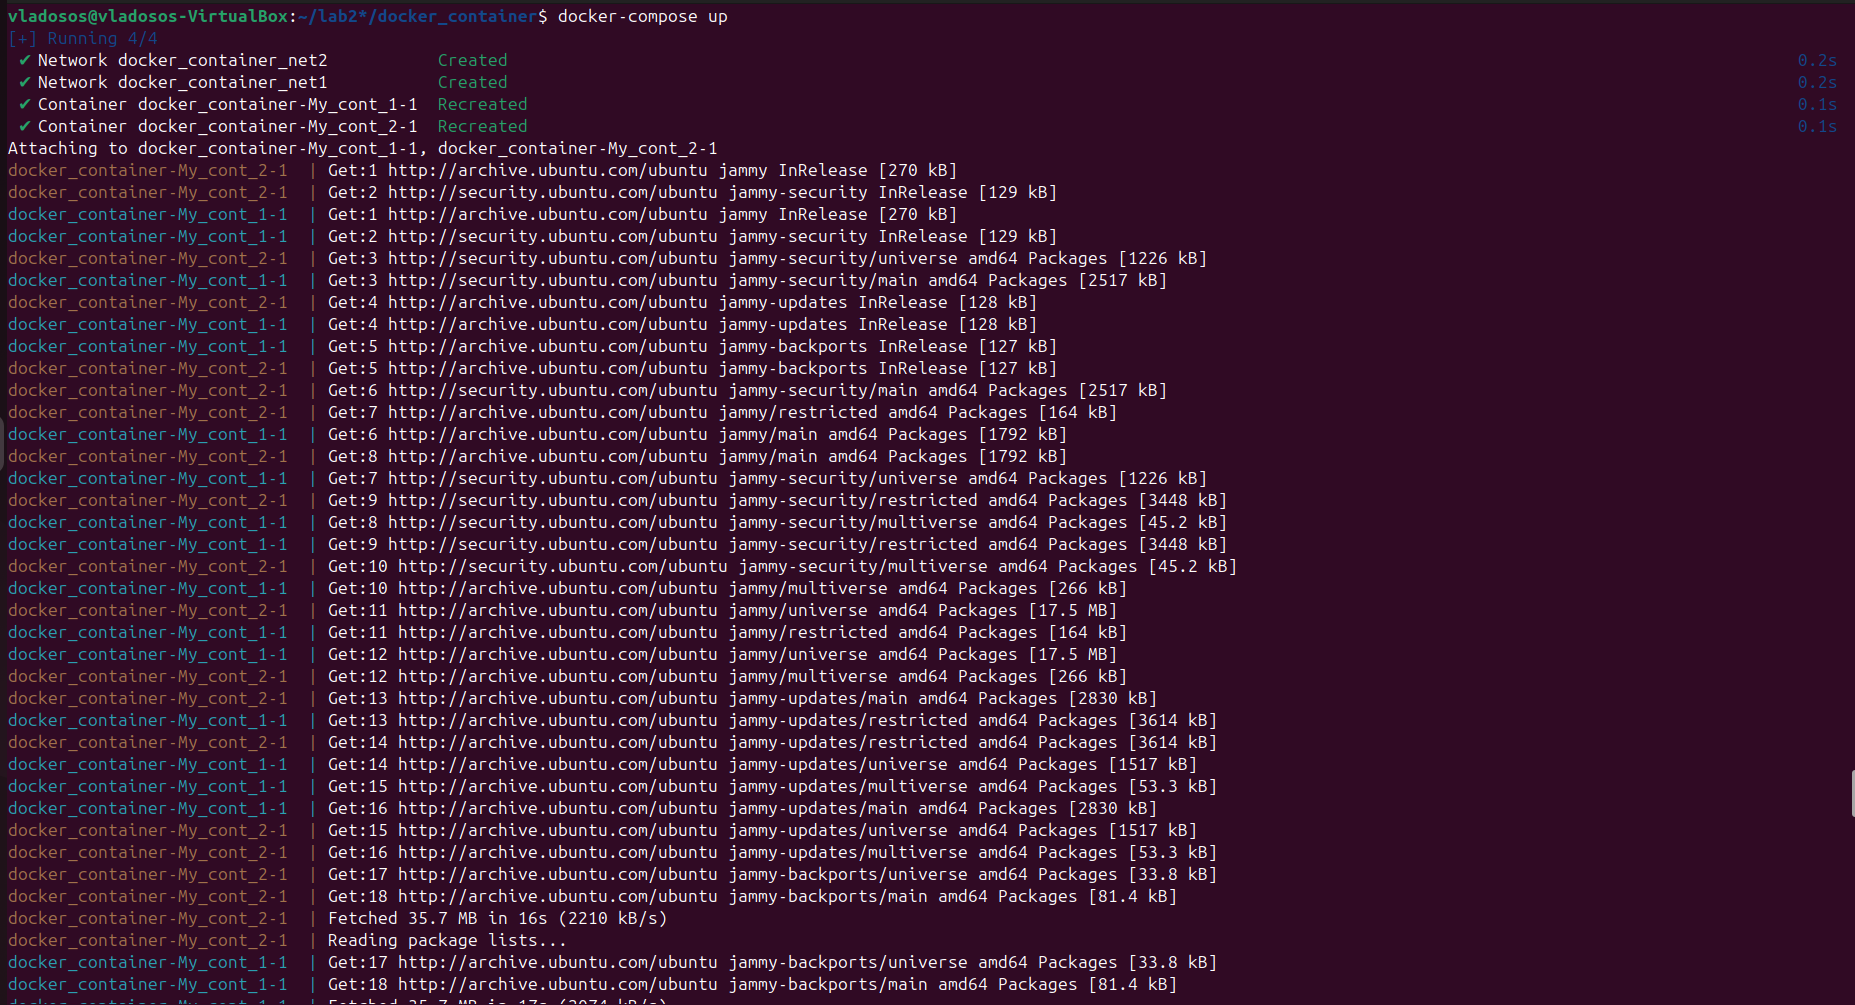 vladosos@vladosos-VirtualBox:~/lab2*/docker_container$ docker-compose up
[+] Running 4/4
✔ Network docker_container_net2 Created 0.2s
✔ Network docker_container_net1 Created 0.2s
✔ Container docker_container-My_cont_1-1 Recreated 0.1s
✔ Container docker_container-My_cont_2-1 Recreated 0.1s
Attaching to docker_container-My_cont_1-1, docker_container-My_cont_2-1
docker_container-My_cont_2-1 | Get:1 http://archive.ubuntu.com/ubuntu jammy InRelease [270 kB]
docker_container-My_cont_2-1 | Get:2 http://security.ubuntu.com/ubuntu jammy-security InRelease [129 kB]
docker_container-My_cont_1-1 | Get:1 http://archive.ubuntu.com/ubuntu jammy InRelease [270 kB]
docker_container-My_cont_1-1 | Get:2 http://security.ubuntu.com/ubuntu jammy-security InRelease [129 kB]
docker_container-My_cont_2-1 | Get:3 http://security.ubuntu.com/ubuntu jammy-security/universe amd64 Packages [1226 kB]
docker_container-My_cont_1-1 | Get:3 http://security.ubuntu.com/ubuntu jammy-security/main amd64 Packages [2517 kB]
docker_container-My_cont_2-1 | Get:4 http://archive.ubuntu.com/ubuntu jammy-updates InRelease [128 kB]
docker_container-My_cont_1-1 | Get:4 http://archive.ubuntu.com/ubuntu jammy-updates InRelease [128 kB]
docker_container-My_cont_1-1 | Get:5 http://archive.ubuntu.com/ubuntu jammy-backports InRelease [127 kB]
docker_container-My_cont_2-1 | Get:5 http://archive.ubuntu.com/ubuntu jammy-backports InRelease [127 kB]
docker_container-My_cont_2-1 | Get:6 http://security.ubuntu.com/ubuntu jammy-security/main amd64 Packages [2517 kB]
docker_container-My_cont_2-1 | Get:7 http://archive.ubuntu.com/ubuntu jammy/restricted amd64 Packages [164 kB]
docker_container-My_cont_1-1 | Get:6 http://archive.ubuntu.com/ubuntu jammy/main amd64 Packages [1792 kB]
docker_container-My_cont_2-1 | Get:8 http://archive.ubuntu.com/ubuntu jammy/main amd64 Packages [1792 kB]
docker_container-My_cont_1-1 | Get:7 http://security.ubuntu.com/ubuntu jammy-security/universe amd64 Packages [1226 kB]
docker_container-My_cont_2-1 | Get:9 http://security.ubuntu.com/ubuntu jammy-security/restricted amd64 Packages [3448 kB]
docker_container-My_cont_1-1 | Get:8 http://security.ubuntu.com/ubuntu jammy-security/multiverse amd64 Packages [45.2 kB]
docker_container-My_cont_1-1 | Get:9 http://security.ubuntu.com/ubuntu jammy-security/restricted amd64 Packages [3448 kB]
docker_container-My_cont_2-1 | Get:10 http://security.ubuntu.com/ubuntu jammy-security/multiverse amd64 Packages [45.2 kB]
docker_container-My_cont_1-1 | Get:10 http://archive.ubuntu.com/ubuntu jammy/multiverse amd64 Packages [266 kB]
docker_container-My_cont_2-1 | Get:11 http://archive.ubuntu.com/ubuntu jammy/universe amd64 Packages [17.5 MB]
docker_container-My_cont_1-1 | Get:11 http://archive.ubuntu.com/ubuntu jammy/restricted amd64 Packages [164 kB]
docker_container-My_cont_1-1 | Get:12 http://archive.ubuntu.com/ubuntu jammy/universe amd64 Packages [17.5 MB]
docker_container-My_cont_2-1 | Get:12 http://archive.ubuntu.com/ubuntu jammy/multiverse amd64 Packages [266 kB]
docker_container-My_cont_2-1 | Get:13 http://archive.ubuntu.com/ubuntu jammy-updates/main amd64 Packages [2830 kB]
docker_container-My_cont_1-1 | Get:13 http://archive.ubuntu.com/ubuntu jammy-updates/restricted amd64 Packages [3614 kB]
docker_container-My_cont_2-1 | Get:14 http://archive.ubuntu.com/ubuntu jammy-updates/restricted amd64 Packages [3614 kB]
docker_container-My_cont_1-1 | Get:14 http://archive.ubuntu.com/ubuntu jammy-updates/universe amd64 Packages [1517 kB]
docker_container-My_cont_1-1 | Get:15 http://archive.ubuntu.com/ubuntu jammy-updates/multiverse amd64 Packages [53.3 kB]
docker_container-My_cont_1-1 | Get:16 http://archive.ubuntu.com/ubuntu jammy-updates/main amd64 Packages [2830 kB]
docker_container-My_cont_2-1 | Get:15 http://archive.ubuntu.com/ubuntu jammy-updates/universe amd64 Packages [1517 kB]
docker_container-My_cont_2-1 | Get:16 http://archive.ubuntu.com/ubuntu jammy-updates/multiverse amd64 Packages [53.3 kB]
docker_container-My_cont_2-1 | Get:17 http://archive.ubuntu.com/ubuntu jammy-backports/universe amd64 Packages [33.8 kB]
docker_container-My_cont_2-1 | Get:18 http://archive.ubuntu.com/ubuntu jammy-backports/main amd64 Packages [81.4 kB]
docker_container-My_cont_2-1 | Fetched 35.7 MB in 16s (2210 kB/s)
docker_container-My_cont_2-1 | Reading package lists...
docker_container-My_cont_1-1 | Get:17 http://archive.ubuntu.com/ubuntu jammy-backports/universe amd64 Packages [33.8 kB]
docker_container-My_cont_1-1 | Get:18 http://archive.ubuntu.com/ubuntu jammy-backports/main amd64 Packages [81.4 kB]